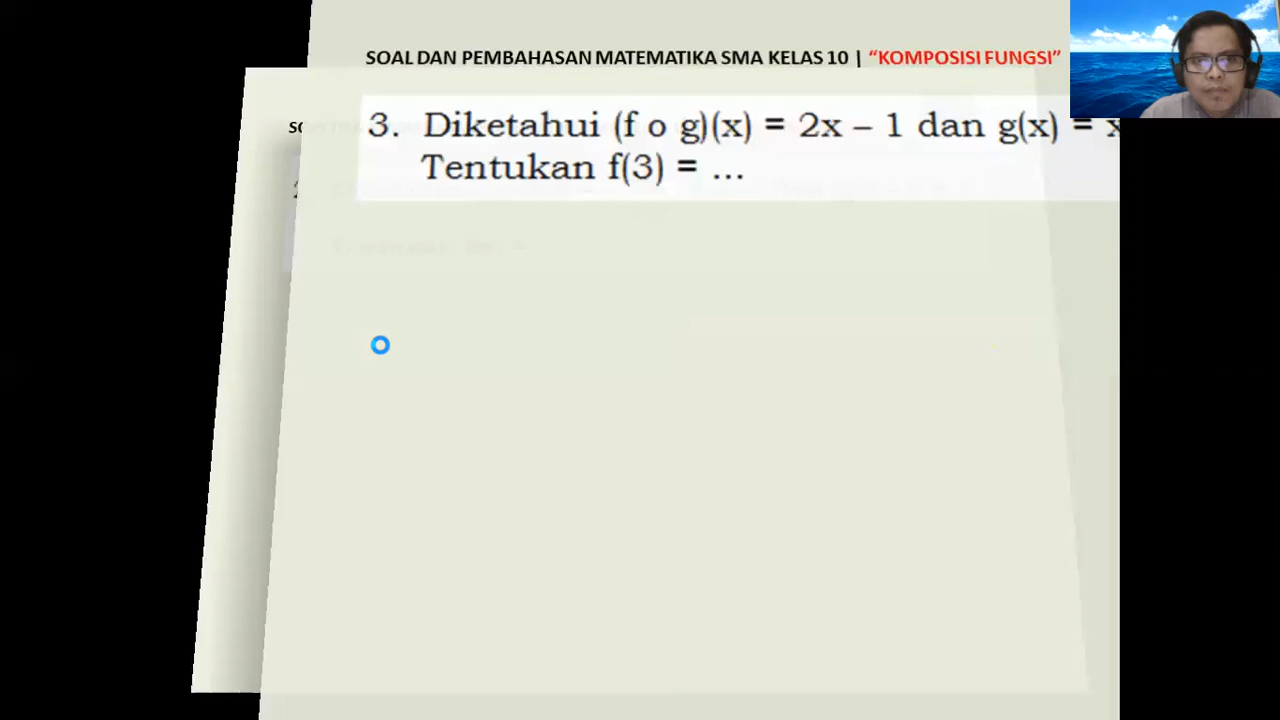 SOAL DAN PEMBAHASAN MATEMATIKA SMA KELAS 10 | “KOMPOSISI FUNGSI”
3. Diketahui (f o g)(x) = 2x – 1 dan g(x) = x
Tentukan f(3) = ...